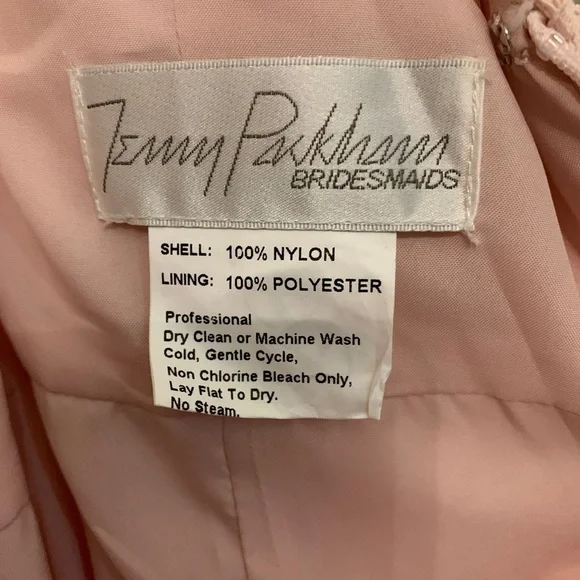 Jenny Packham
BRIDESMAIDS
SHELL: 100% NYLON
LINING: 100% POLYESTER
Professional
Dry Clean or Machine Wash
Cold, Gentle Cycle,
Non Chlorine Bleach Only,
Lay Flat To Dry.
No Steam.